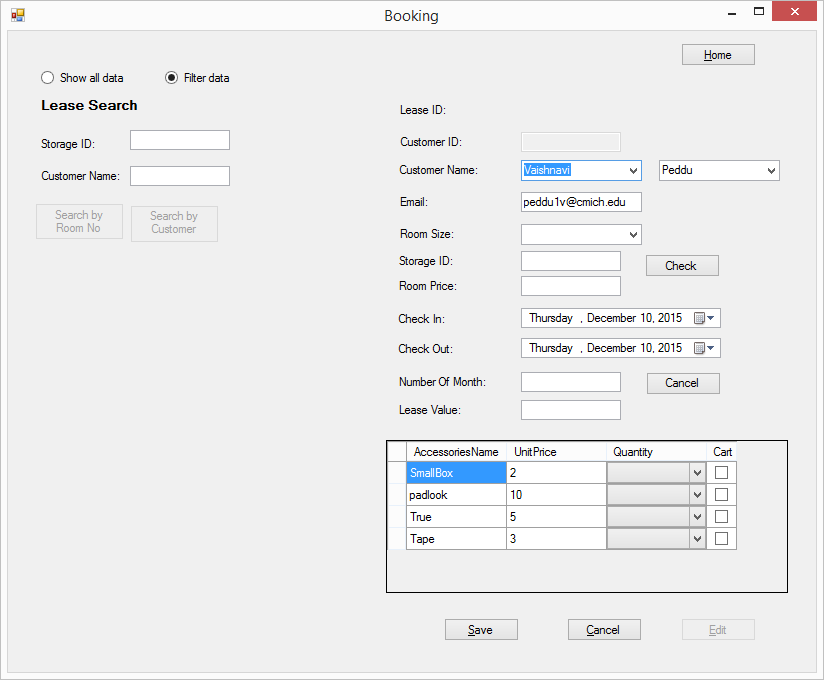 Booking
Home
Show all data
Filter data
Lease Search
Storage ID:
Customer Name:
Search by
Room No
Search by
Customer
Lease ID:
Customer ID:
Customer Name: Vaishnavi Peddu
Email: peddu1v@cmich.edu
Room Size:
Storage ID:
Check
Room Price:
Check In: Thursday , December 10, 2015
Check Out: Thursday , December 10, 2015
Number Of Month:
Cancel
Lease Value:
AccessoriesName UnitPrice Quantity Cart
SmallBox 2
padlook 10
True 5
Tape 3
Save Cancel Edit